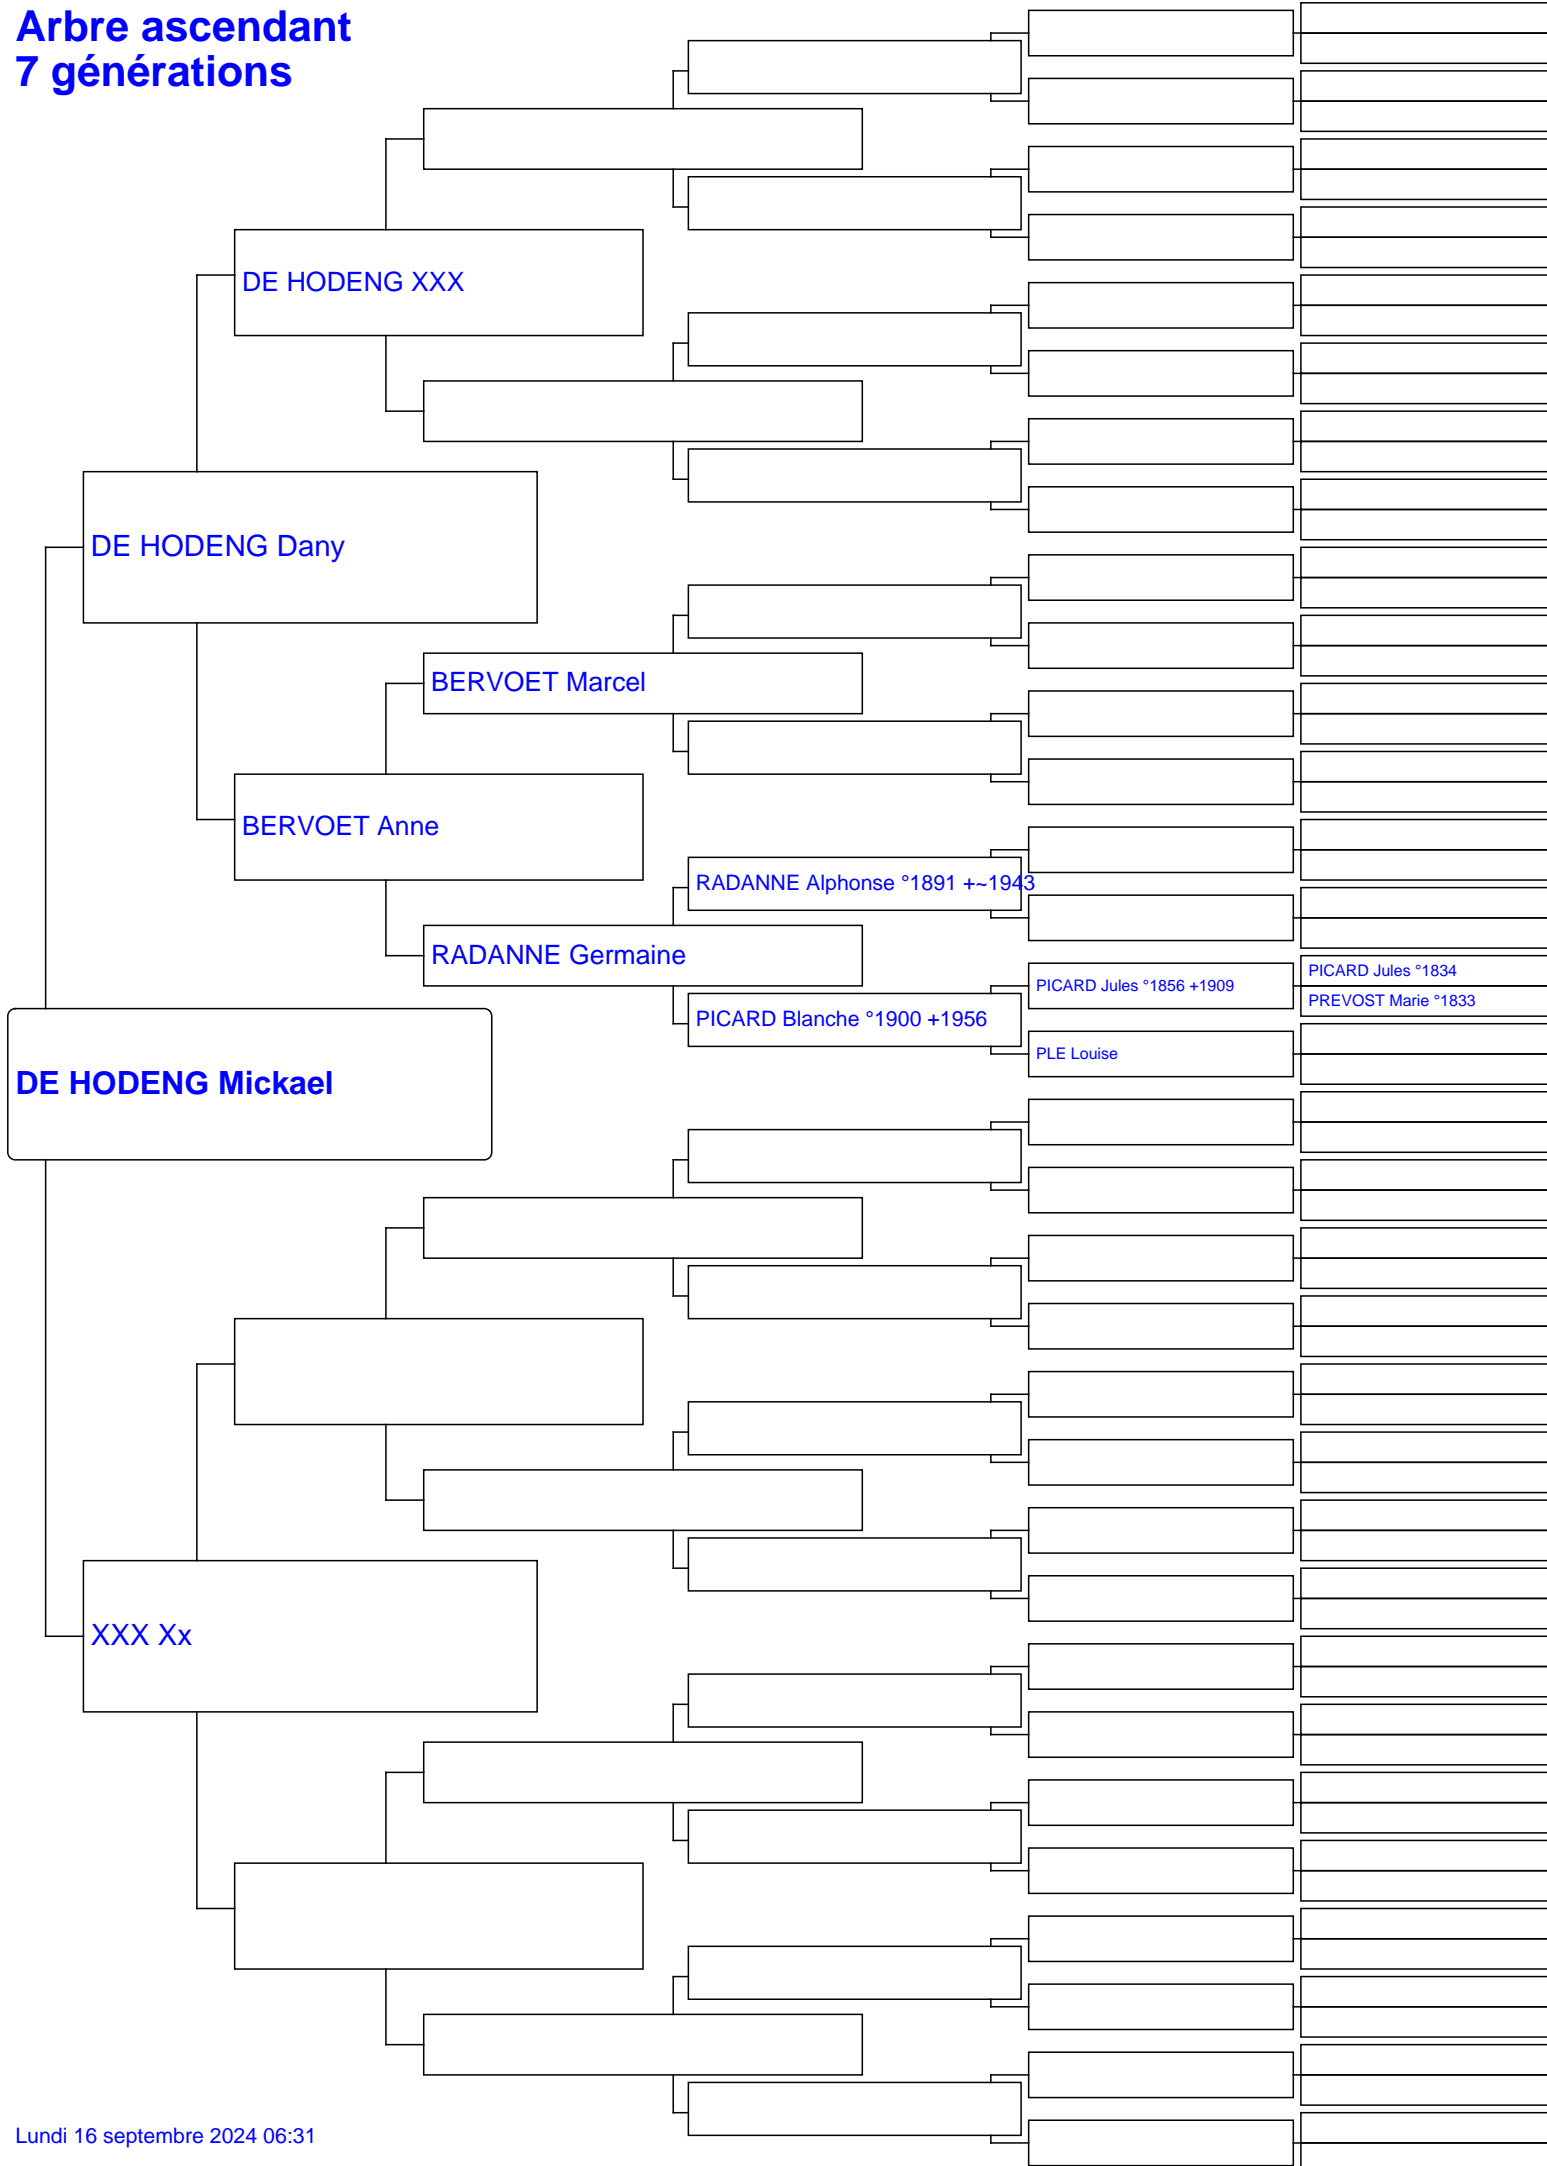 Arbre ascendant
7 générations
DE HODENG XXX
DE HODENG Dany
BERVOET Marcel
BERVOET Anne
RADANNE Alphonse °1891 +~1943
RADANNE Germaine
PICARD Jules °1834
PICARD Jules °1856 +1909
PREVOST Marie °1833
PICARD Blanche °1900 +1956
PLE Louise
DE HODENG Mickael
XXX Xx
Lundi 16 septembre 2024 06:31